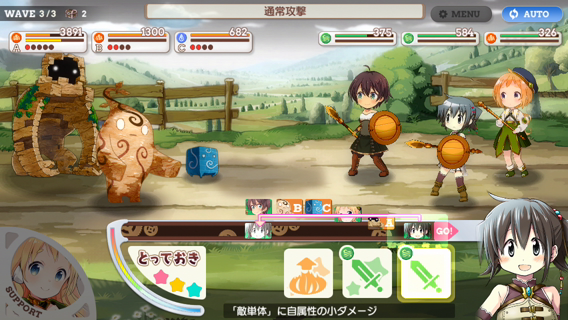 WAVE 3/3 2
通常攻撃
MENU
AUTO
3891
A
1300
B
682
C
375
584
326
B
C
GO!
とっておき
SUPPORT
「敵単体」に自属性の小ダメージ